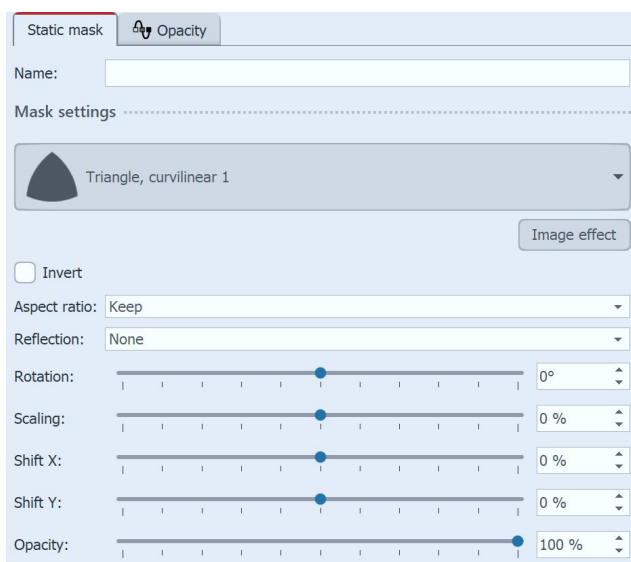 Static mask
Opacity
Name:
Mask settings
Triangle, curvilinear 1
Image effect
Invert
Aspect ratio: Keep
Reflection: None
Rotation: 0°
Scaling: 0 %
Shift X: 0 %
Shift Y: 0 %
Opacity: 100 %